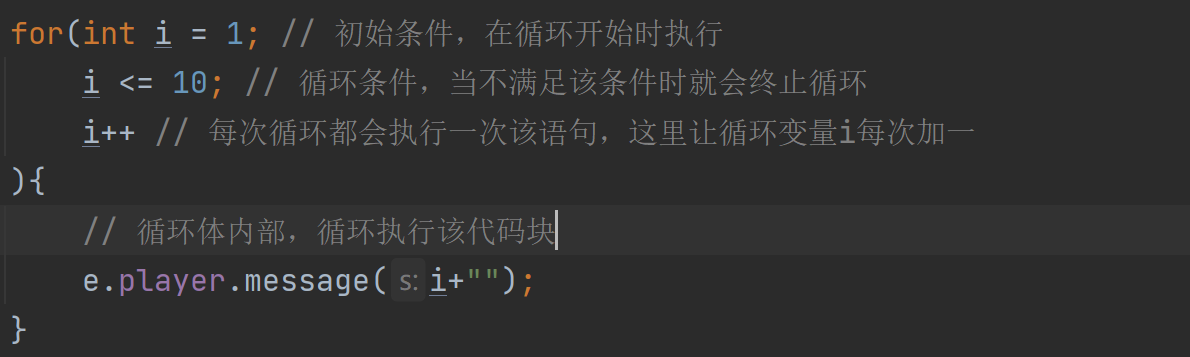 for(int i = 1; // 初始条件，在循环开始时执行
i <= 10; // 循环条件，当不满足该条件时就会终止循环
i++ // 每次循环都会执行一次该语句，这里让循环变量i每次加一
){
// 循环体内部，循环执行该代码块
e.player.message( s: i+"");
}